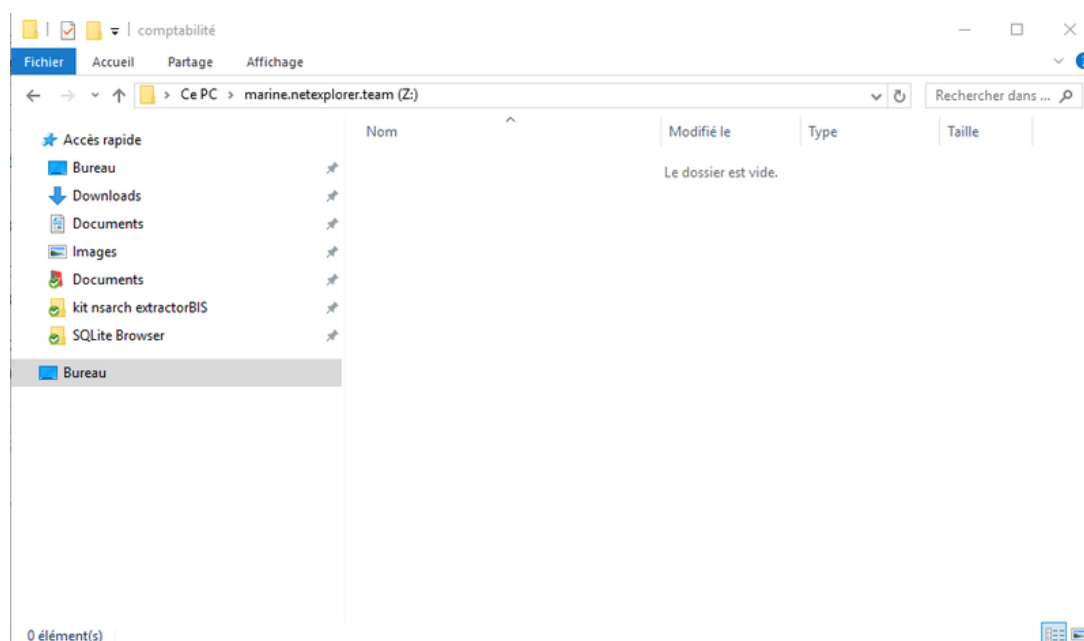 comptabilité
Fichier Accueil Partage Affichage
Ce PC > marine.netexplorer.team (Z:) Rechercher dans ...
Nom Modifié le Type Taille
Le dossier est vide.
Accès rapide
Bureau
Downloads
Documents
Images
Documents
kit nsarch extractorBIS
SQLite Browser
Bureau
0 élément(s)